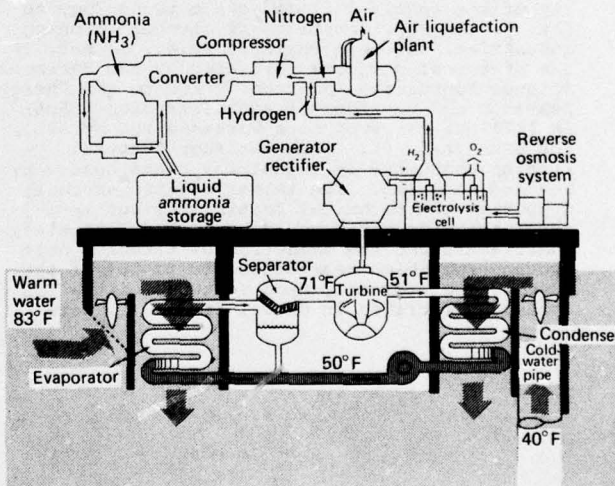 Ammonia
(NH3)
Compressor
Converter
Nitrogen
Air
Air liquefaction
plant
Hydrogen
Generator
rectifier
H2
O2
Reverse
osmosis
system
Liquid
ammonia
storage
Electrolysis
cell
Warm
water
83°F
Separator
71°F
Turbine
51°F
Evaporator
50°F
Condense
Cold-
water
pipe
40°F